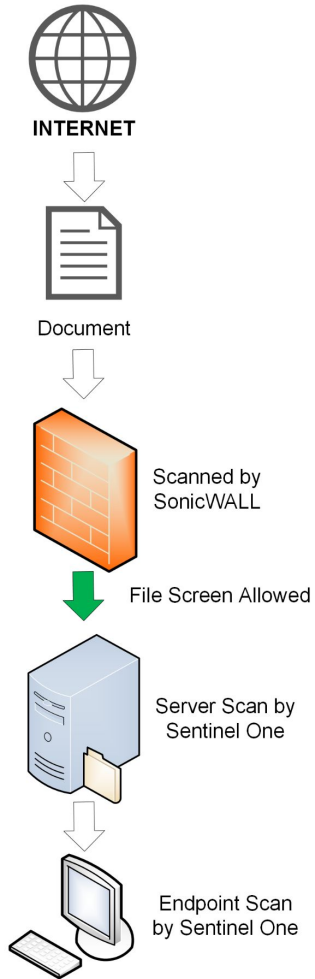 INTERNET
Document
Scanned by
SonicWALL
File Screen Allowed
Server Scan by
Sentinel One
Endpoint Scan
by Sentinel One